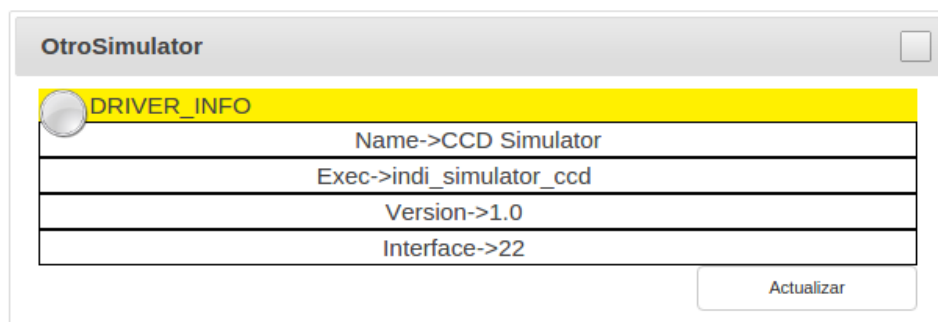 OtroSimulator
DRIVER_INFO
Name->CCD Simulator
Exec->indi_simulator_ccd
Version->1.0
Interface->22
Actualizar